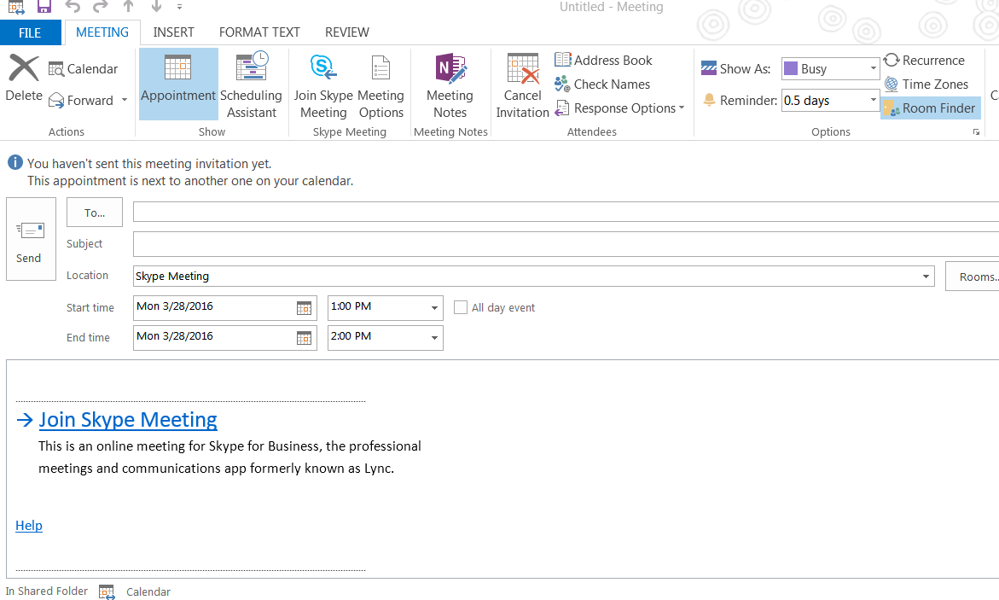 Untitled - Meeting
FILE MEETING INSERT FORMAT TEXT REVIEW
Delete
Calendar
Forward
Actions
Appointment
Scheduling
Assistant
Show
Join Skype
Meeting
Meeting
Options
Skype Meeting
Meeting
Notes
Meeting Notes
Cancel
Invitation
Address Book
Check Names
Response Options
Attendees
Show As: Busy
Reminder: 0.5 days
Recurrence
Time Zones
Room Finder
Options
You haven't sent this meeting invitation yet.
This appointment is next to another one on your calendar.
Send
To...
Subject
Location Skype Meeting Rooms..
Start time Mon 3/28/2016 1:00 PM All day event
End time Mon 3/28/2016 2:00 PM
Join Skype Meeting
This is an online meeting for Skype for Business, the professional
meetings and communications app formerly known as Lync.
Help
In Shared Folder Calendar